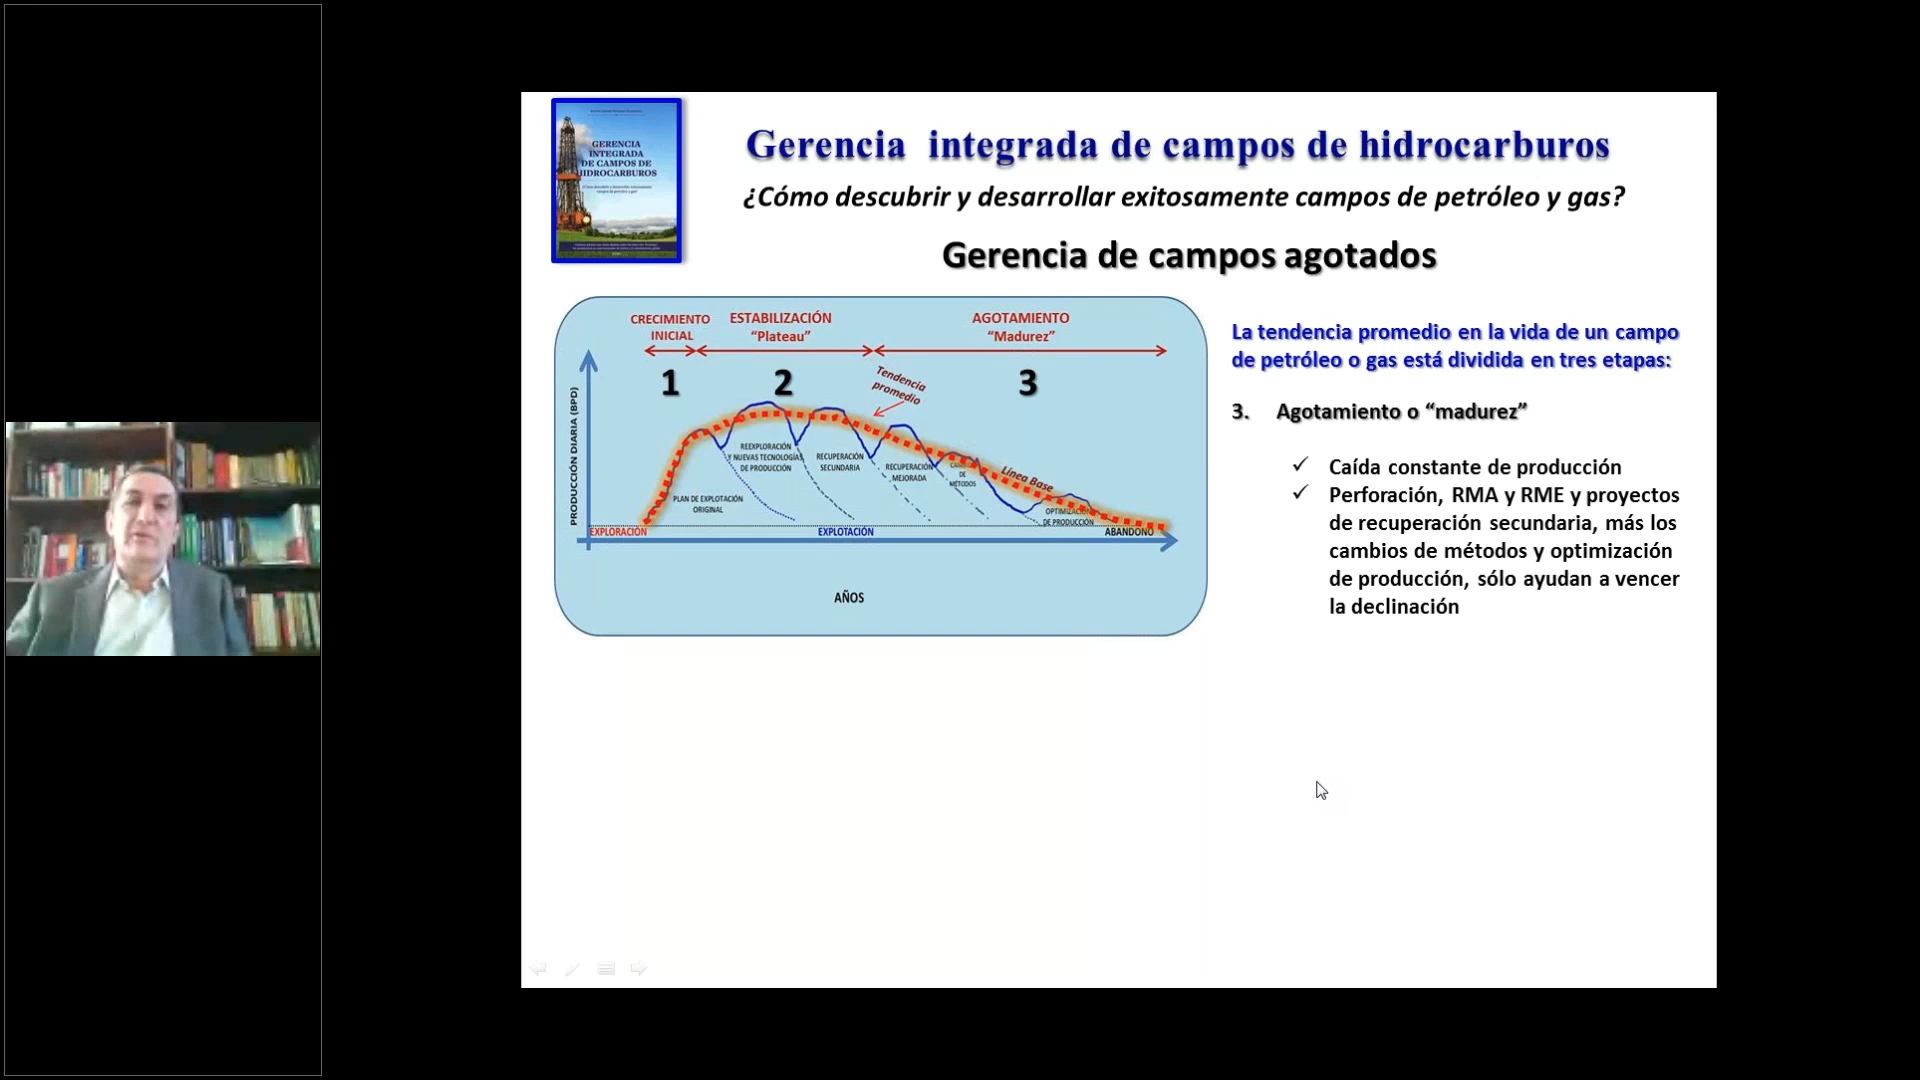 GERENCIA
INTEGRADA
DE CAMPOS DE
HIDROCARBUROS
Gerencia integrada de campos de hidrocarburos
¿Cómo descubrir y desarrollar exitosamente campos de petróleo y gas?
Gerencia de campos agotados
CRECIMIENTO
INICIAL
ESTABILIZACIÓN
“Plateau”
AGOTAMIENTO
“Madurez”
1
2
3
Tendencia
promedio
PRODUCCIÓN DIARIA (BPD)
REEXPLORACIÓN
Y NUEVAS TECNOLOGÍAS
DE PRODUCCIÓN
RECUPERACIÓN
SECUNDARIA
RECUPERACIÓN
MEJORADA
DE
MÉTODOS
Línea Base
PLAN DE EXPLOTACIÓN
ORIGINAL
OPTIMIZACIÓN
DE PRODUCCIÓN
EXPLORACIÓN
EXPLOTACIÓN
ABANDONO
AÑOS
La tendencia promedio en la vida de un campo
de petróleo o gas está dividida en tres etapas:
3. Agotamiento o “madurez”
✓ Caída constante de producción
✓ Perforación, RMA y RME y proyectos
de recuperación secundaria, más los
cambios de métodos y optimización
de producción, sólo ayudan a vencer
la declinación